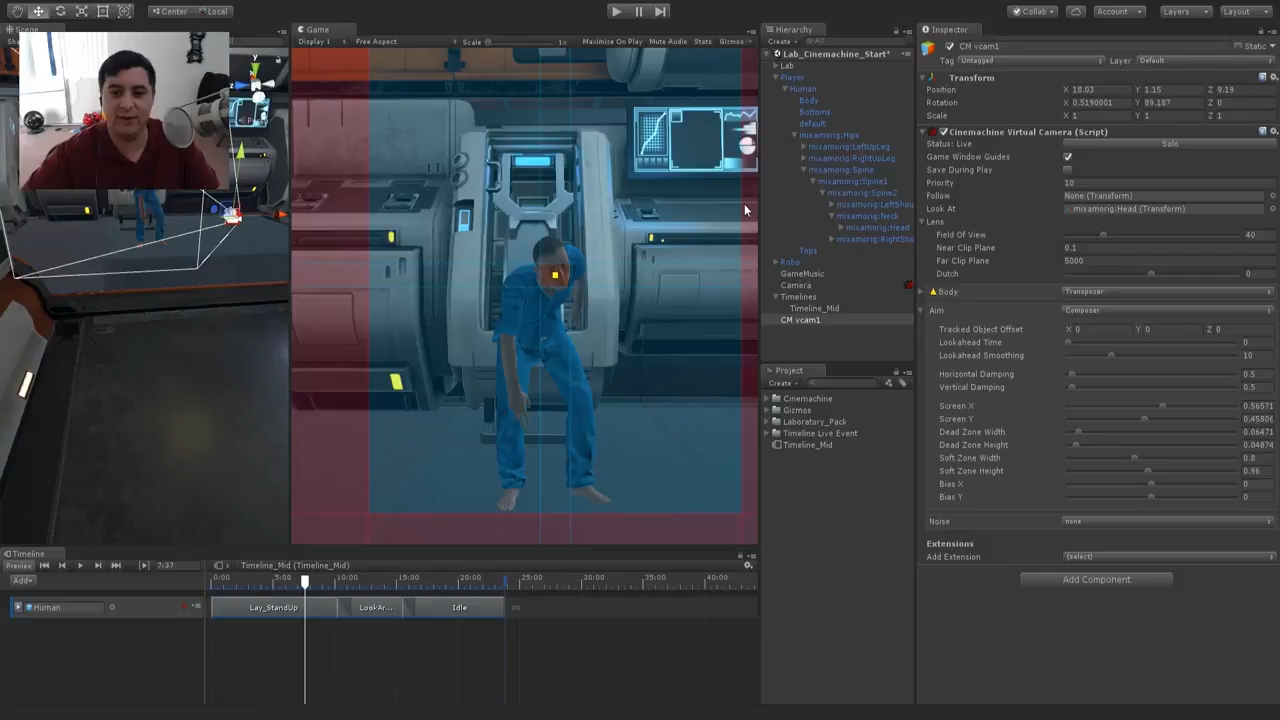 Center Local
Collab Account Layers Layout
Scene
Game
Display 1 Free Aspect Scale 1x Maximize On Play Mute Audio Stats Gizmos
y
Hierarchy
Create
Lab_Cinemachine_Start*
Lab
Player
Human
Body
Bottoms
default
mixamorig:Hips
mixamorig:LeftUpLeg
mixamorig:RightUpLeg
mixamorig:Spine
mixamorig:Spine1
mixamorig:Spine2
mixamorig:LeftShou
mixamorig:Neck
mixamorig:Head
mixamorig:RightSho
Tops
Robo
GameMusic
Camera
Timelines
Timeline_Mid
CM vcam1
Project
Create
Cinemachine
Gizmos
Laboratory_Pack
Timeline Live Event
Timeline_Mid
Inspector
CM vcam1 Static
Tag Untagged Layer Default
Transform
Position X 18.03 Y 1.15 Z 9.19
Rotation X 0.5190001 Y 89.187 Z 0
Scale X 1 Y 1 Z 1
Cinemachine Virtual Camera (Script)
Status: Live Solo
Game Window Guides
Save During Play
Priority 10
Follow None (Transform)
Look At mixamorig:Head (Transform)
Lens
Field Of View 40
Near Clip Plane 0.1
Far Clip Plane 5000
Dutch 0
Body Transposer
Aim Composer
Tracked Object Offset X 0 Y 0 Z 0
Lookahead Time 0
Lookahead Smoothing 10
Horizontal Damping 0.5
Vertical Damping 0.5
Screen X 0.56571
Screen Y 0.45806
Dead Zone Width 0.06471
Dead Zone Height 0.04874
Soft Zone Width 0.8
Soft Zone Height 0.96
Bias X 0
Bias Y 0
Noise none
Extensions
Add Extension (select)
Add Component
Timeline
Preview 7:37 Timeline_Mid (Timeline_Mid)
Add 0:00 5:00 10:00 15:00 20:00 25:00 30:00 35:00 40:00
Human Lay_StandUp LookAr... Idle